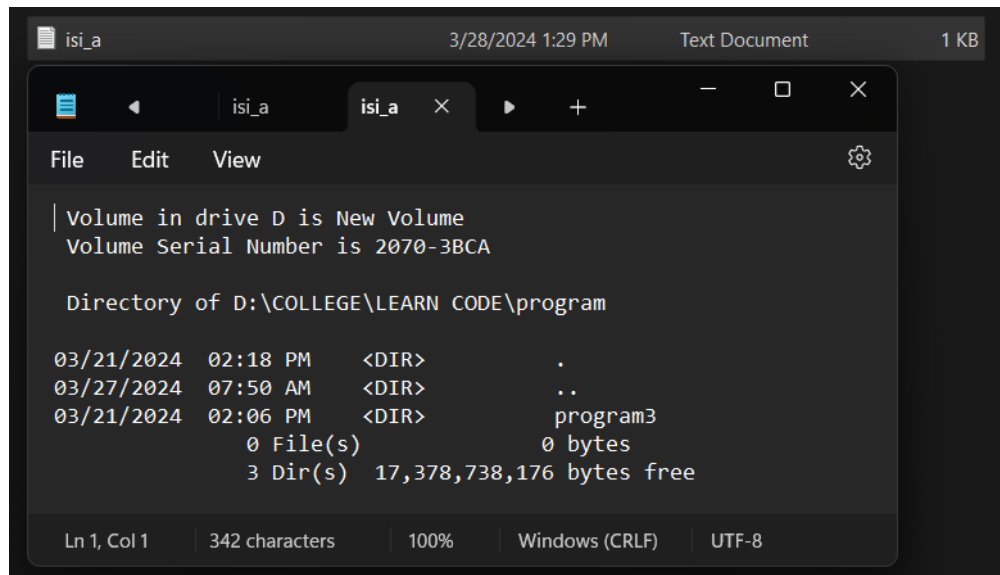 isi_a 3/28/2024 1:29 PM Text Document 1 KB
isi_a isi_a
File Edit View
Volume in drive D is New Volume
Volume Serial Number is 2070-3BCA
Directory of D:\COLLEGE\LEARN CODE\program
03/21/2024 02:18 PM <DIR> .
03/27/2024 07:50 AM <DIR> ..
03/21/2024 02:06 PM <DIR> program3
0 File(s) 0 bytes
3 Dir(s) 17,378,738,176 bytes free
Ln 1, Col 1 342 characters 100% Windows (CRLF) UTF-8